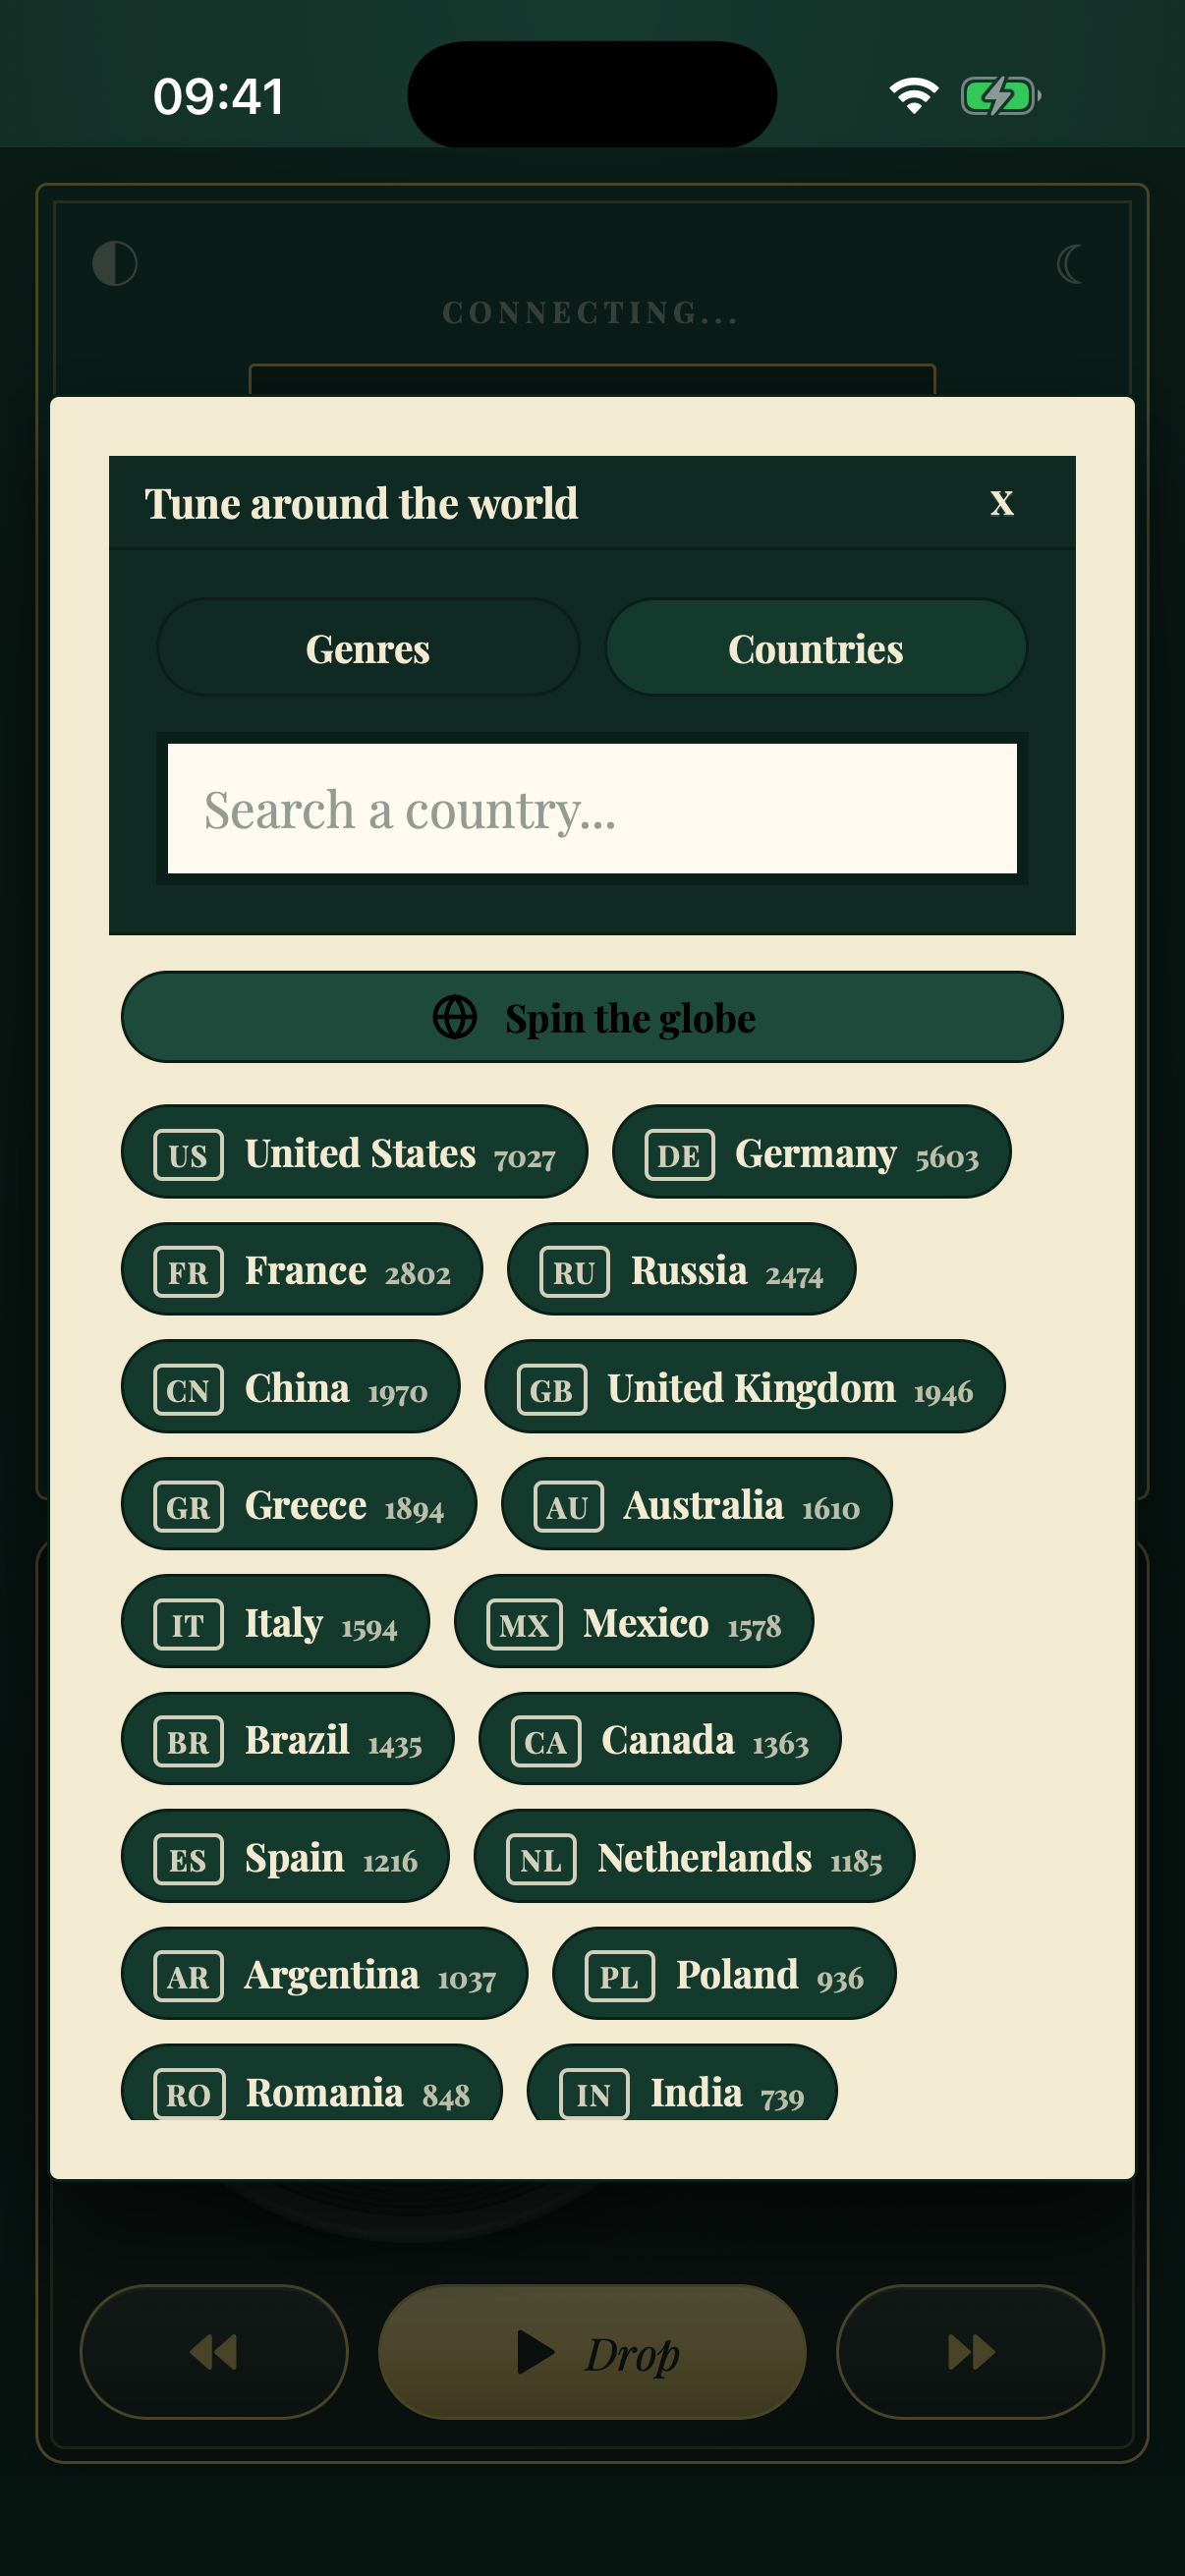 09:41
CONNECTING...
Tune around the world X
Genres Countries
Search a country...
Spin the globe
US United States 7027 DE Germany 5603
FR France 2802 RU Russia 2474
CN China 1970 GB United Kingdom 1946
GR Greece 1894 AU Australia 1610
IT Italy 1594 MX Mexico 1578
BR Brazil 1435 CA Canada 1363
ES Spain 1216 NL Netherlands 1185
AR Argentina 1037 PL Poland 936
RO Romania 848 IN India 739
Drop